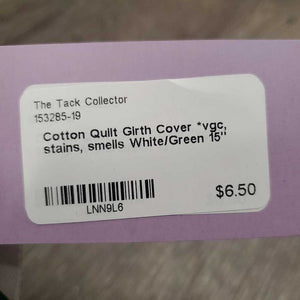 The Tack Collector
153285-19
Cotton Quilt Girth Cover *vgc,
stains, smells White/Green 15"
$6.50
LNN9L6